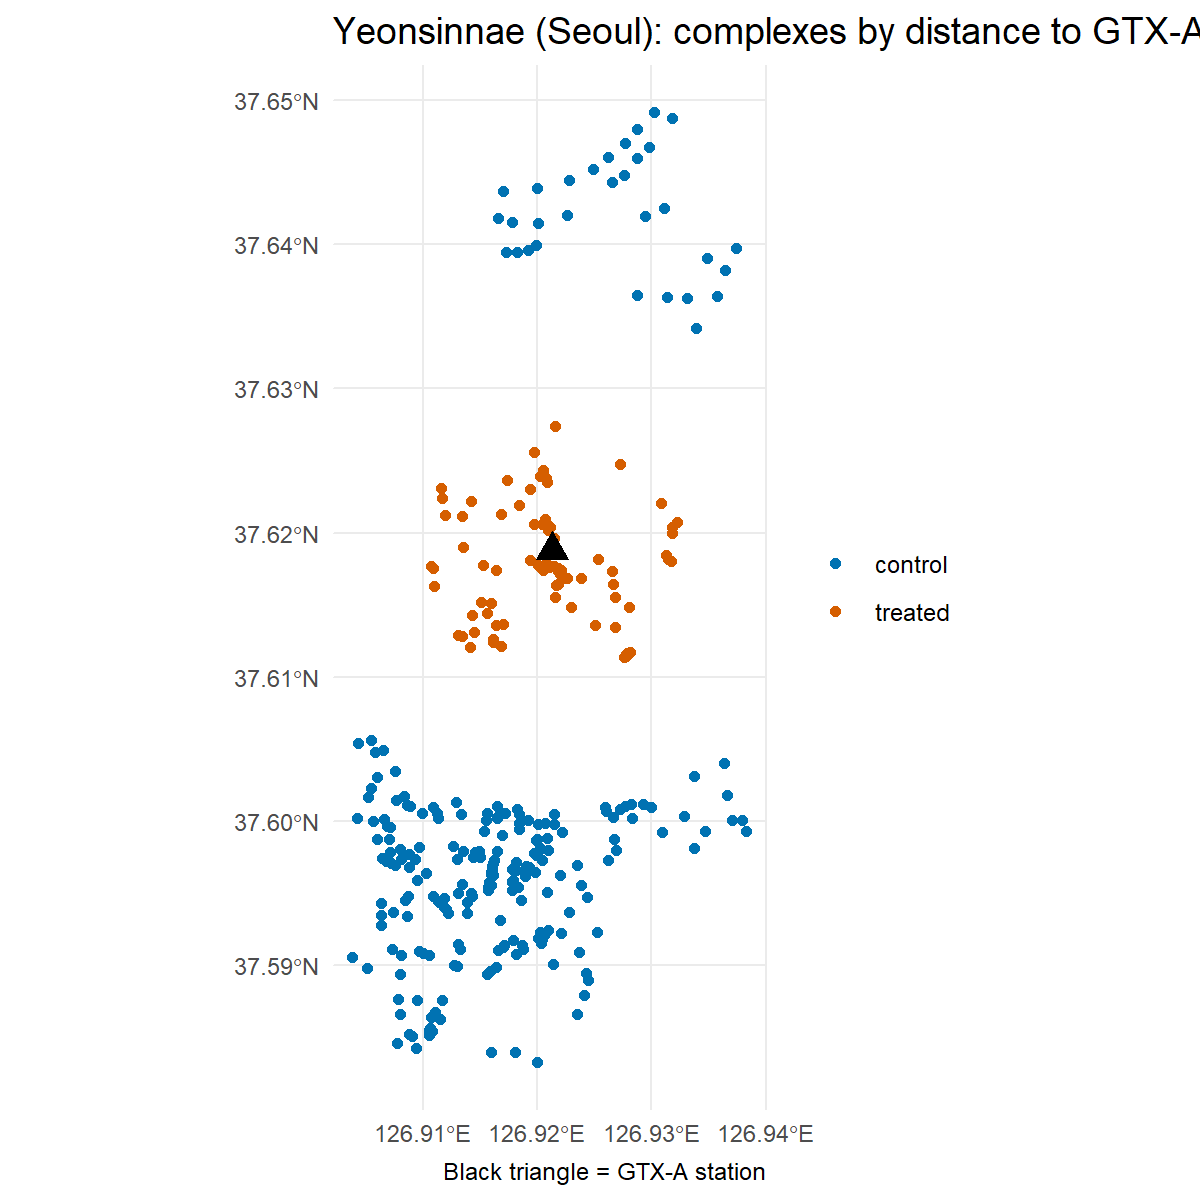 Yeonsinnae (Seoul): complexes by distance to GTX-A
37.65°N
37.64°N
37.63°N
37.62°N
37.61°N
37.60°N
37.59°N
control
treated
126.91°E 126.92°E 126.93°E 126.94°E
Black triangle = GTX-A station